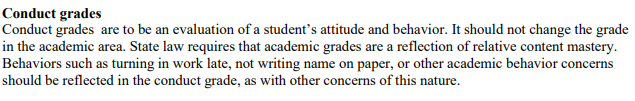 Conduct grades
Conduct grades  are to be an evaluation of a student's attitude and behavior. It should not change the grade
in the academic area. State law requires that academic grades are a reflection of relative content mastery.
Behaviors such as turning in work late, not writing name on paper, or other academic behavior concerns
should be reflected in the conduct grade, as with other concerns of this nature.